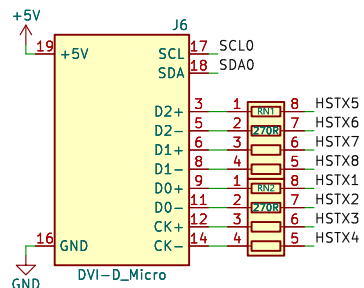 +5V
J6
19 +5V SCL 17 SCL0
SDA 18 SDA0
D2+ 3 1 RN1 8 HSTX5
D2- 5 2 270R 7 HSTX6
D1+ 6 3 6 HSTX7
D1- 8 4 5 HSTX8
D0+ 9 1 RN2 8 HSTX1
D0- 11 2 270R 7 HSTX2
CK+ 12 3 6 HSTX3
16 GND CK- 14 4 5 HSTX4
DVI-D_Micro
GND